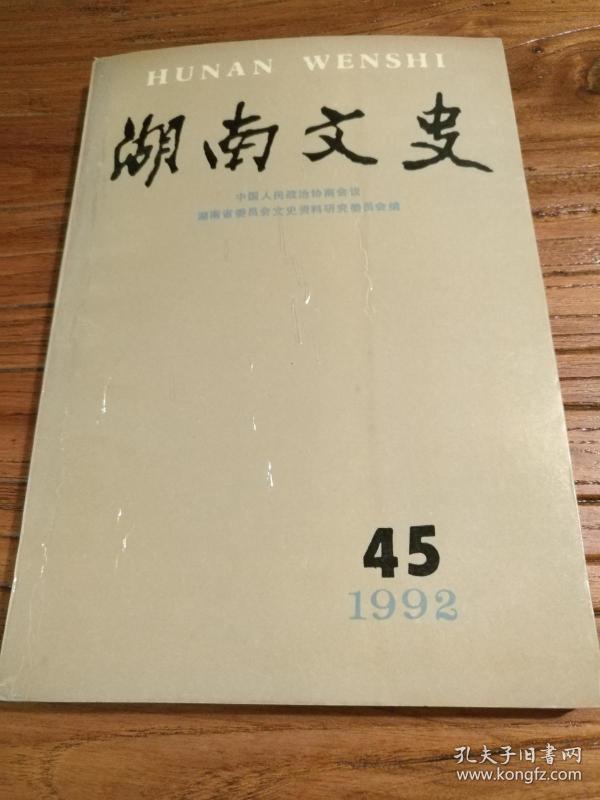 HUNAN WENSHI
湖南文史
中国人民政治协商会议
湖南省委员会文史资料研究委员会编
45
1992
孔夫子旧书网
www.kongfz.com